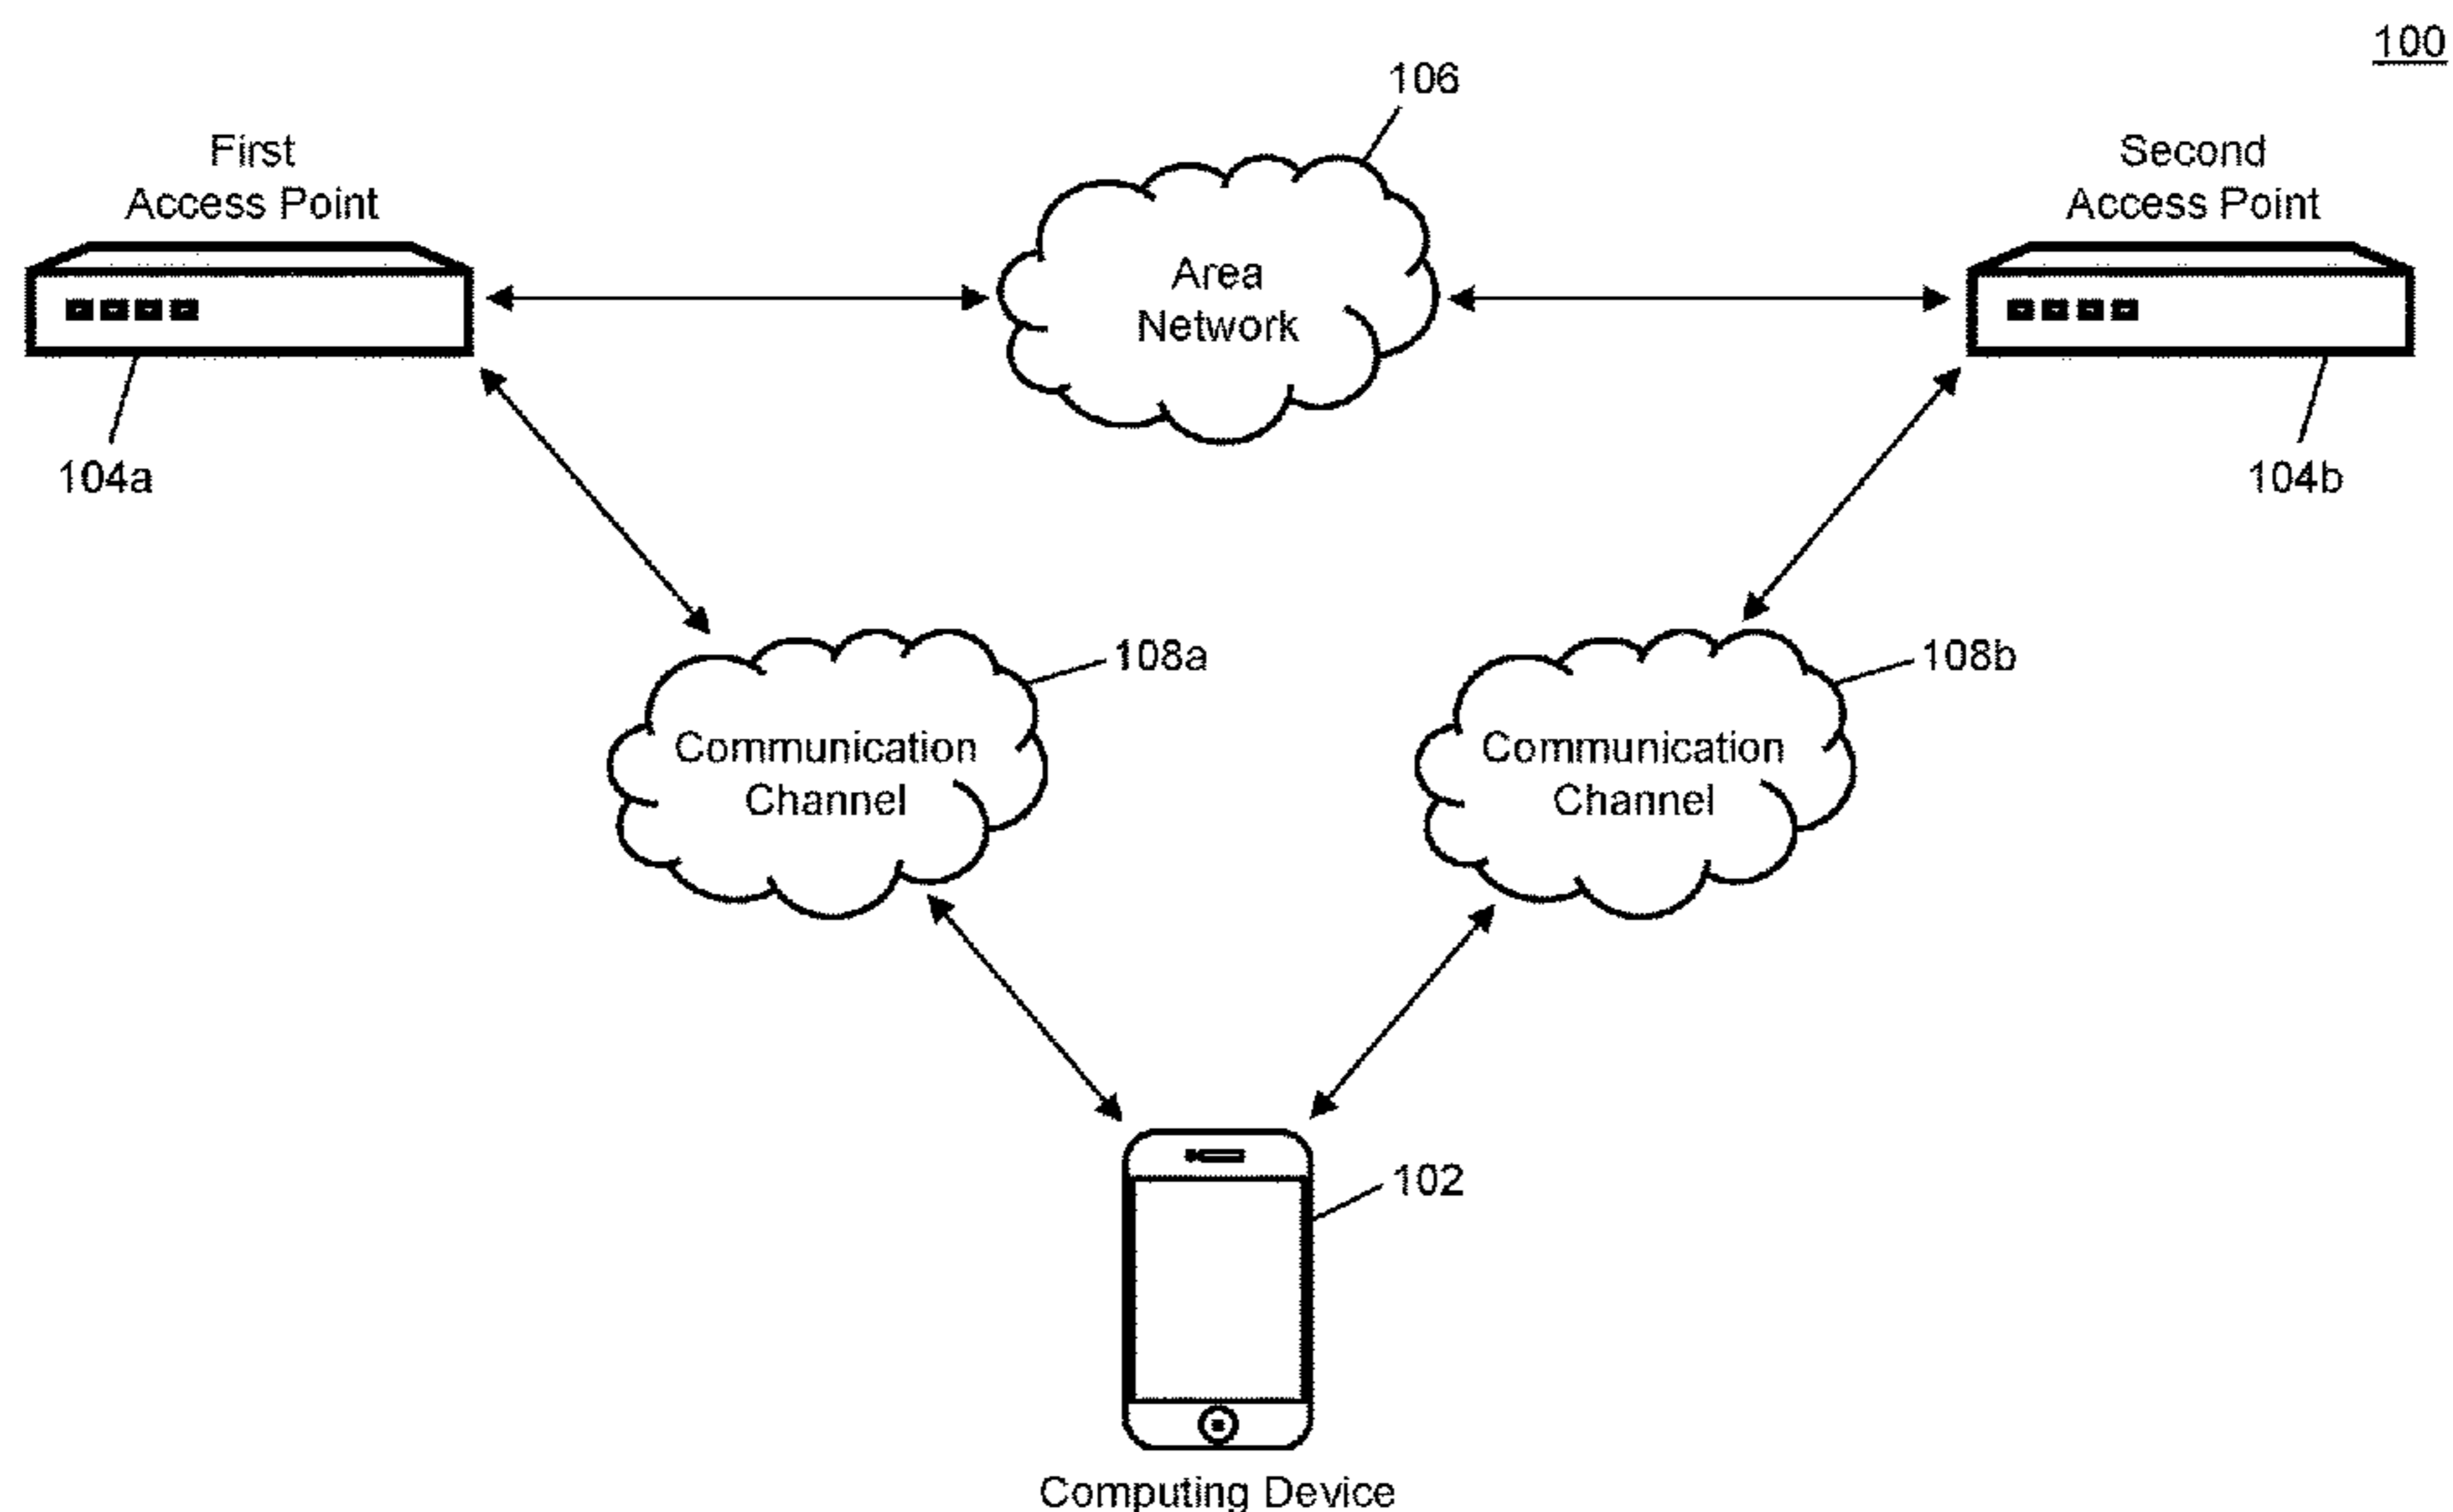 100
106
First
Access Point
Second
Access Point
Area
Network
104a
104b
108a
108b
Communication
Channel
Communication
Channel
102
Computing Device